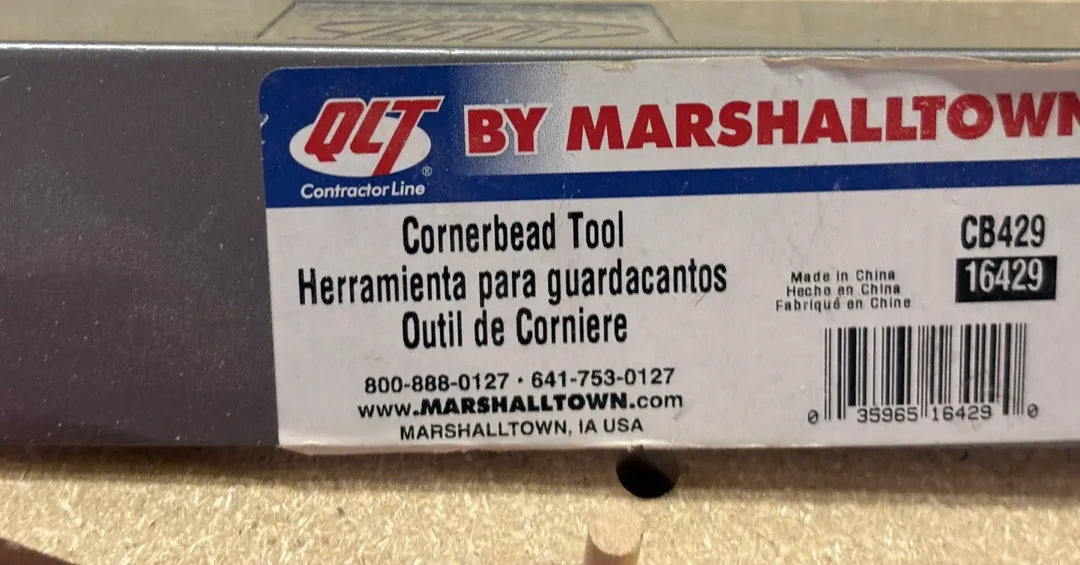 QLT®
Contractor Line
BY MARSHALLTOWN
Cornerbead Tool
Herramienta para guardacantos
Outil de Corniere
800-888-0127 · 641-753-0127
www.MARSHALLTOWN.com
MARSHALLTOWN, IA USA
CB429
16429
Made in China
Hecho en China
Fabriqué en Chine
0 35965 16429 0